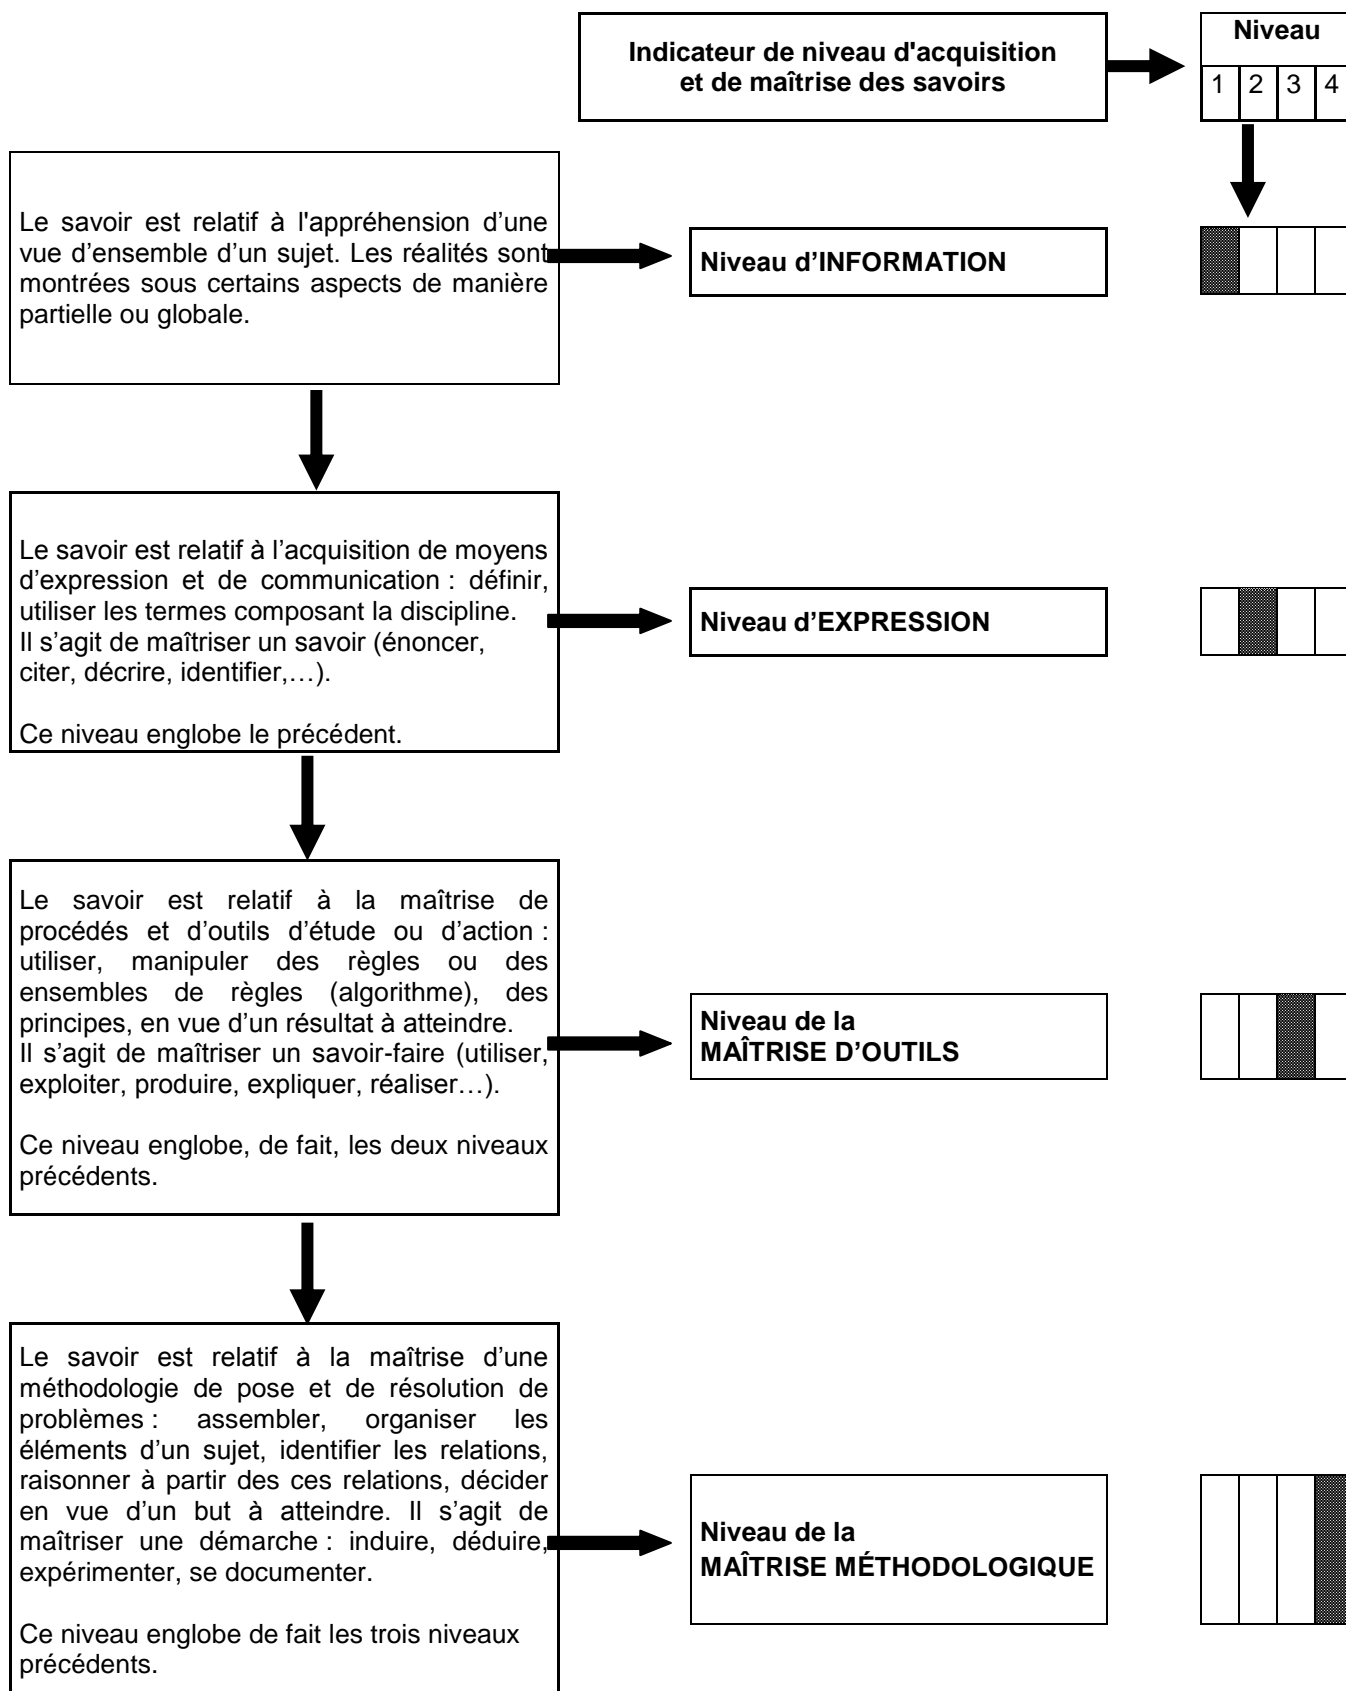 Indicateur de niveau d'acquisition
et de maîtrise des savoirs
Niveau
1 2 3 4
Le savoir est relatif à l'appréhension d’une
vue d’ensemble d’un sujet. Les réalités sont
montrées sous certains aspects de manière
partielle ou globale.
Niveau d’INFORMATION
Le savoir est relatif à l’acquisition de moyens
d’expression et de communication : définir,
utiliser les termes composant la discipline.
Il s’agit de maîtriser un savoir (énoncer,
citer, décrire, identifier,…).
Ce niveau englobe le précédent.
Niveau d’EXPRESSION
Le savoir est relatif à la maîtrise de
procédés et d’outils d’étude ou d’action :
utiliser, manipuler des règles ou des
ensembles de règles (algorithme), des
principes, en vue d’un résultat à atteindre.
Il s’agit de maîtriser un savoir-faire (utiliser,
exploiter, produire, expliquer, réaliser…).
Ce niveau englobe, de fait, les deux niveaux
précédents.
Niveau de la
MAÎTRISE D’OUTILS
Le savoir est relatif à la maîtrise d’une
méthodologie de pose et de résolution de
problèmes : assembler, organiser les
éléments d’un sujet, identifier les relations,
raisonner à partir des ces relations, décider
en vue d’un but à atteindre. Il s’agit de
maîtriser une démarche : induire, déduire,
expérimenter, se documenter.
Ce niveau englobe de fait les trois niveaux
précédents.
Niveau de la
MAÎTRISE MÉTHODOLOGIQUE